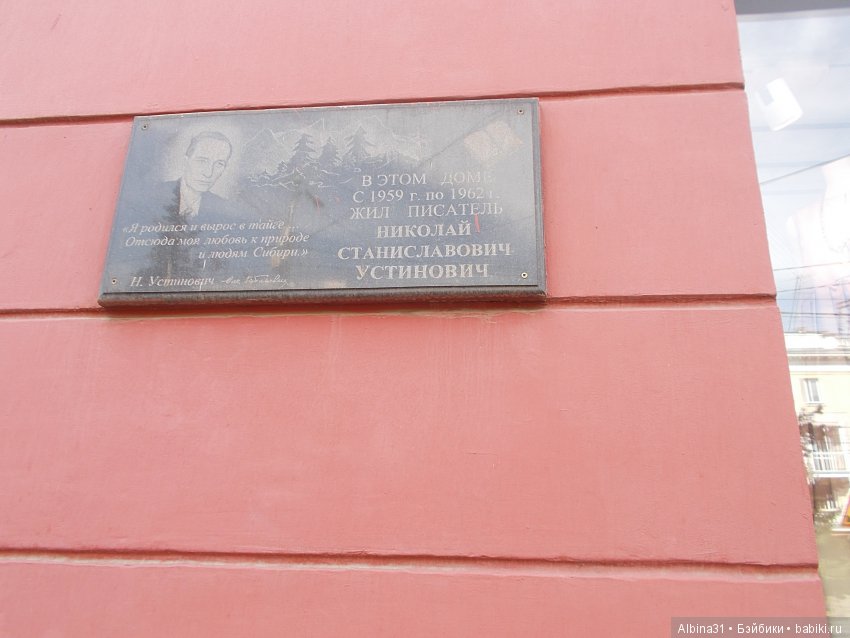 В ЭТОМ ДОМЕ
С 1959 г. по 1962 г.
ЖИЛ ПИСАТЕЛЬ
НИКОЛАЙ
СТАНИСЛАВОВИЧ
УСТИНОВИЧ
«Я родился и вырос в тайге...
Отсюда моя любовь к природе
и людям Сибири.»
Н. Устинович
Albina31 • Бэйбики • babiki.ru